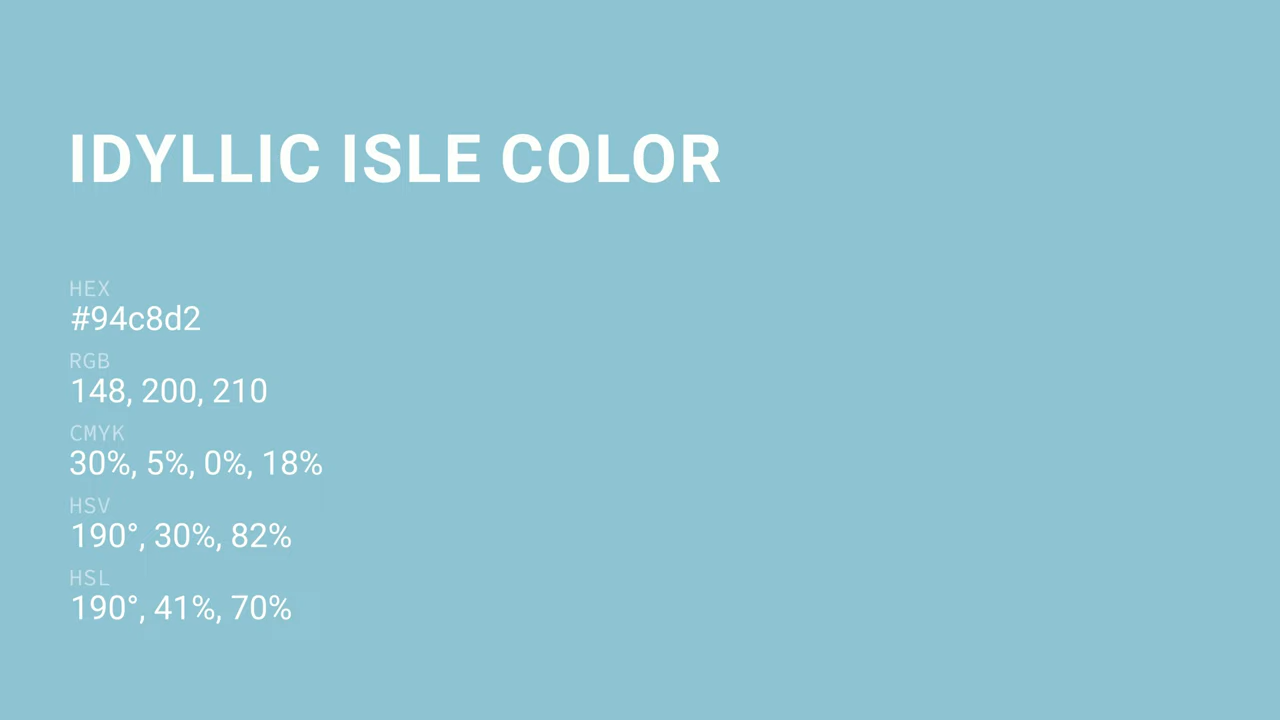 IDYLLIC ISLE COLOR
HEX
#94c8d2
RGB
148, 200, 210
CMYK
30%, 5%, 0%, 18%
HSV
190°, 30%, 82%
HSL
190°, 41%, 70%